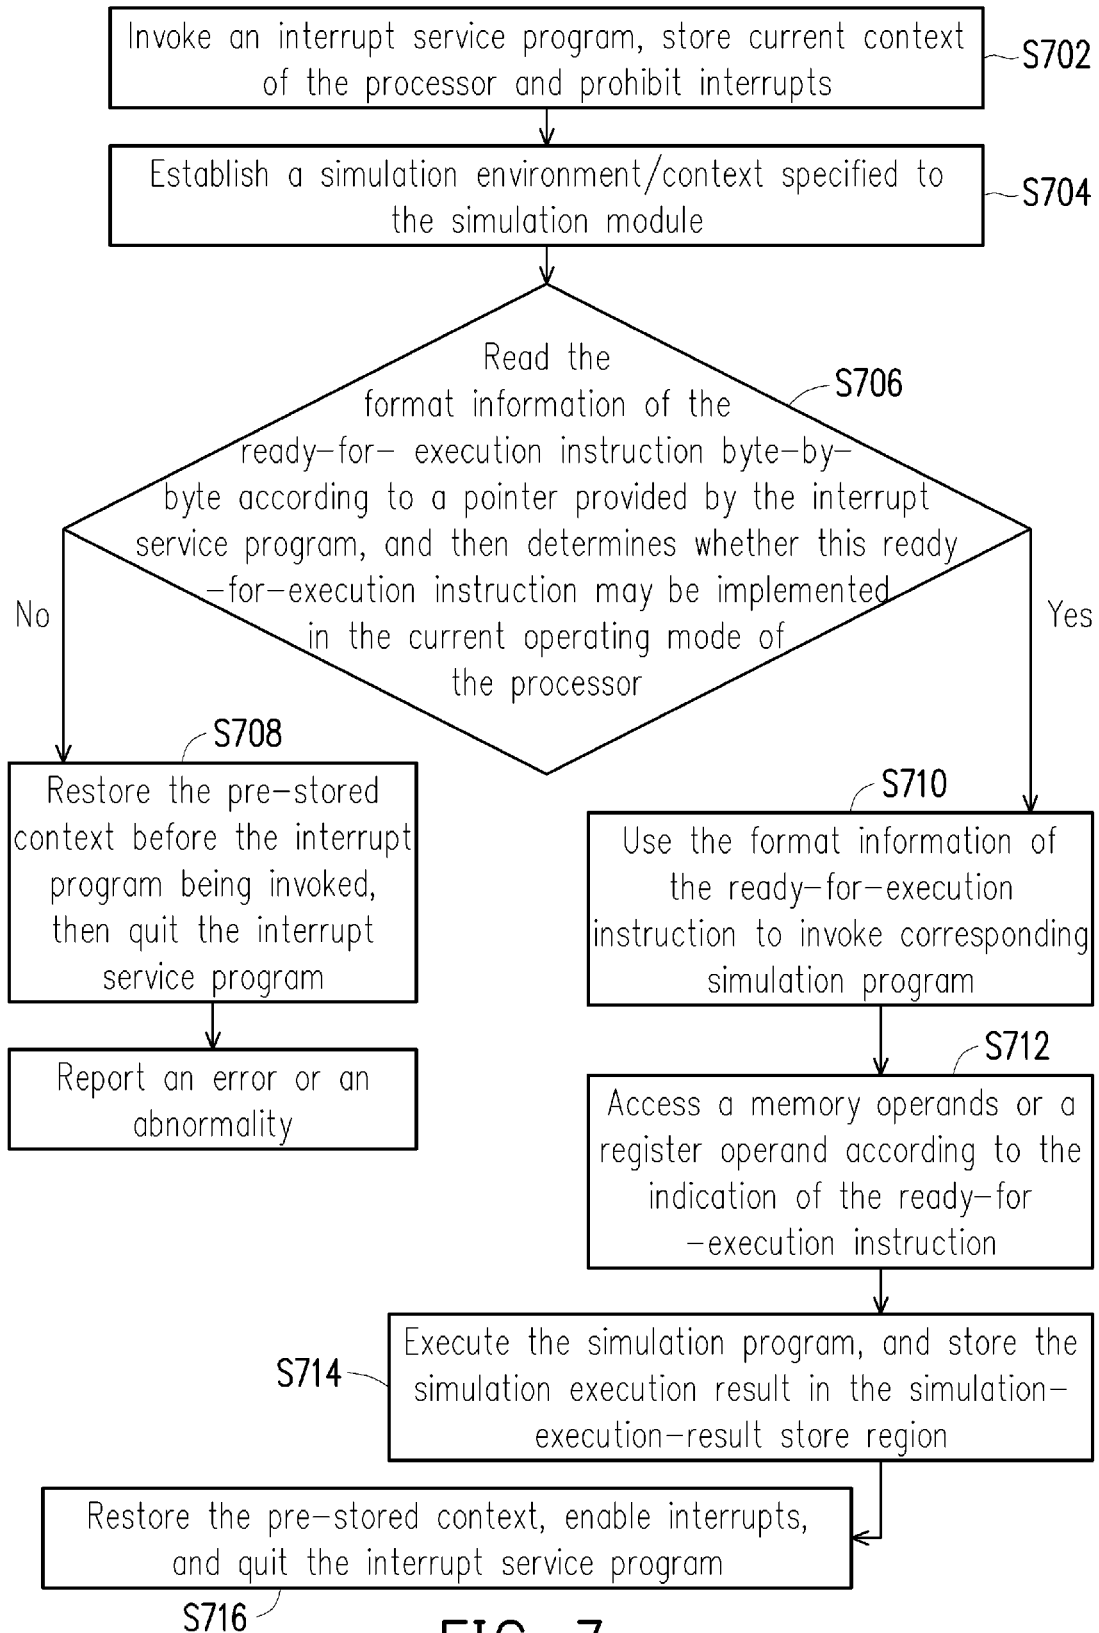 Invoke an interrupt service program, store current context
of the processor and prohibit interrupts
S702
Establish a simulation environment/context specified to
the simulation module
S704
Read the
format information of the
ready-for- execution instruction byte-by-
byte according to a pointer provided by the interrupt
service program, and then determines whether this ready
-for-execution instruction may be implemented
in the current operating mode of
the processor
S706
No
Yes
S708
Restore the pre-stored
context before the interrupt
program being invoked,
then quit the interrupt
service program
Report an error or an
abnormality
S710
Use the format information of
the ready-for-execution
instruction to invoke corresponding
simulation program
S712
Access a memory operands or a
register operand according to the
indication of the ready-for
-execution instruction
S714
Execute the simulation program, and store the
simulation execution result in the simulation-
execution-result store region
Restore the pre-stored context, enable interrupts,
and quit the interrupt service program
S716
FIG. 7